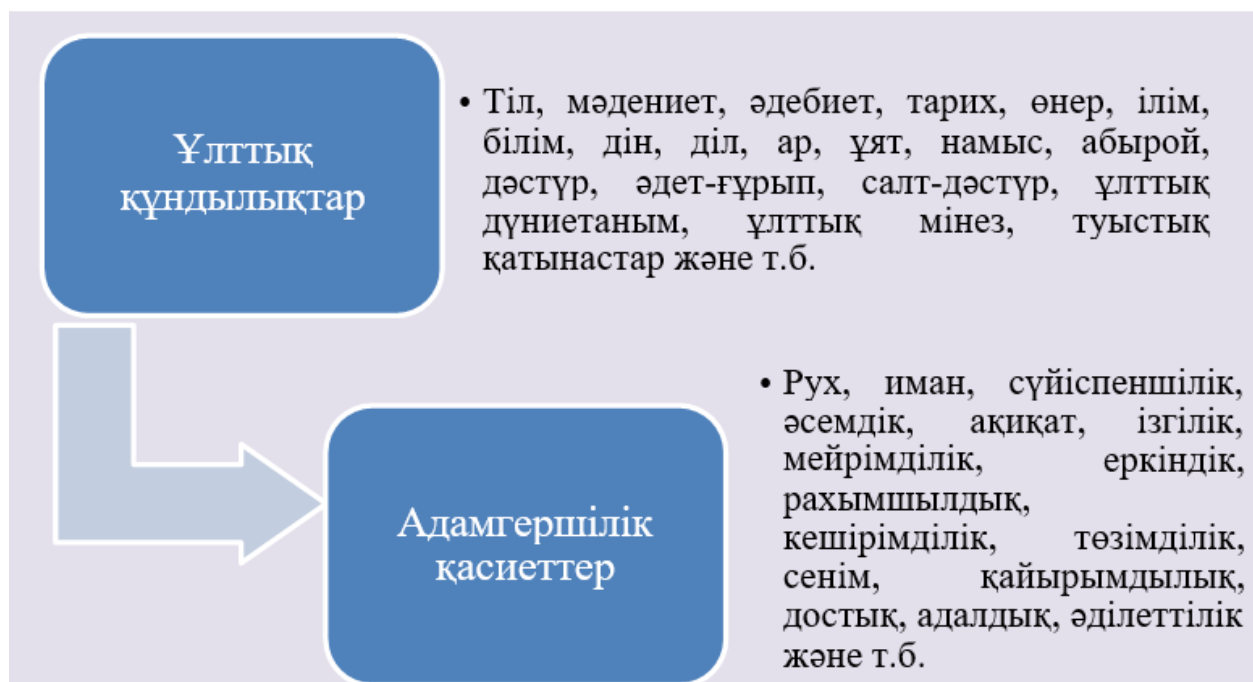 Ұлттық
құндылықтар
• Тіл, мәдениет, әдебиет, тарих, өнер, ілім,
білім, дін, діл, ар, ұят, намыс, абырой,
дәстүр, әдет-ғұрып, салт-дәстүр, ұлттық
дүниетаным, ұлттық мінез, туыстық
қатынастар және т.б.
Адамгершілік
қасиеттер
• Рух, иман, сүйіспеншілік,
әсемдік, ақиқат, ізгілік,
мейрімділік, еркіндік,
рахымшылдық,
кешірімділік, төзімділік,
сенім, қайырымдылық,
достық, адалдық, әділеттілік
және т.б.